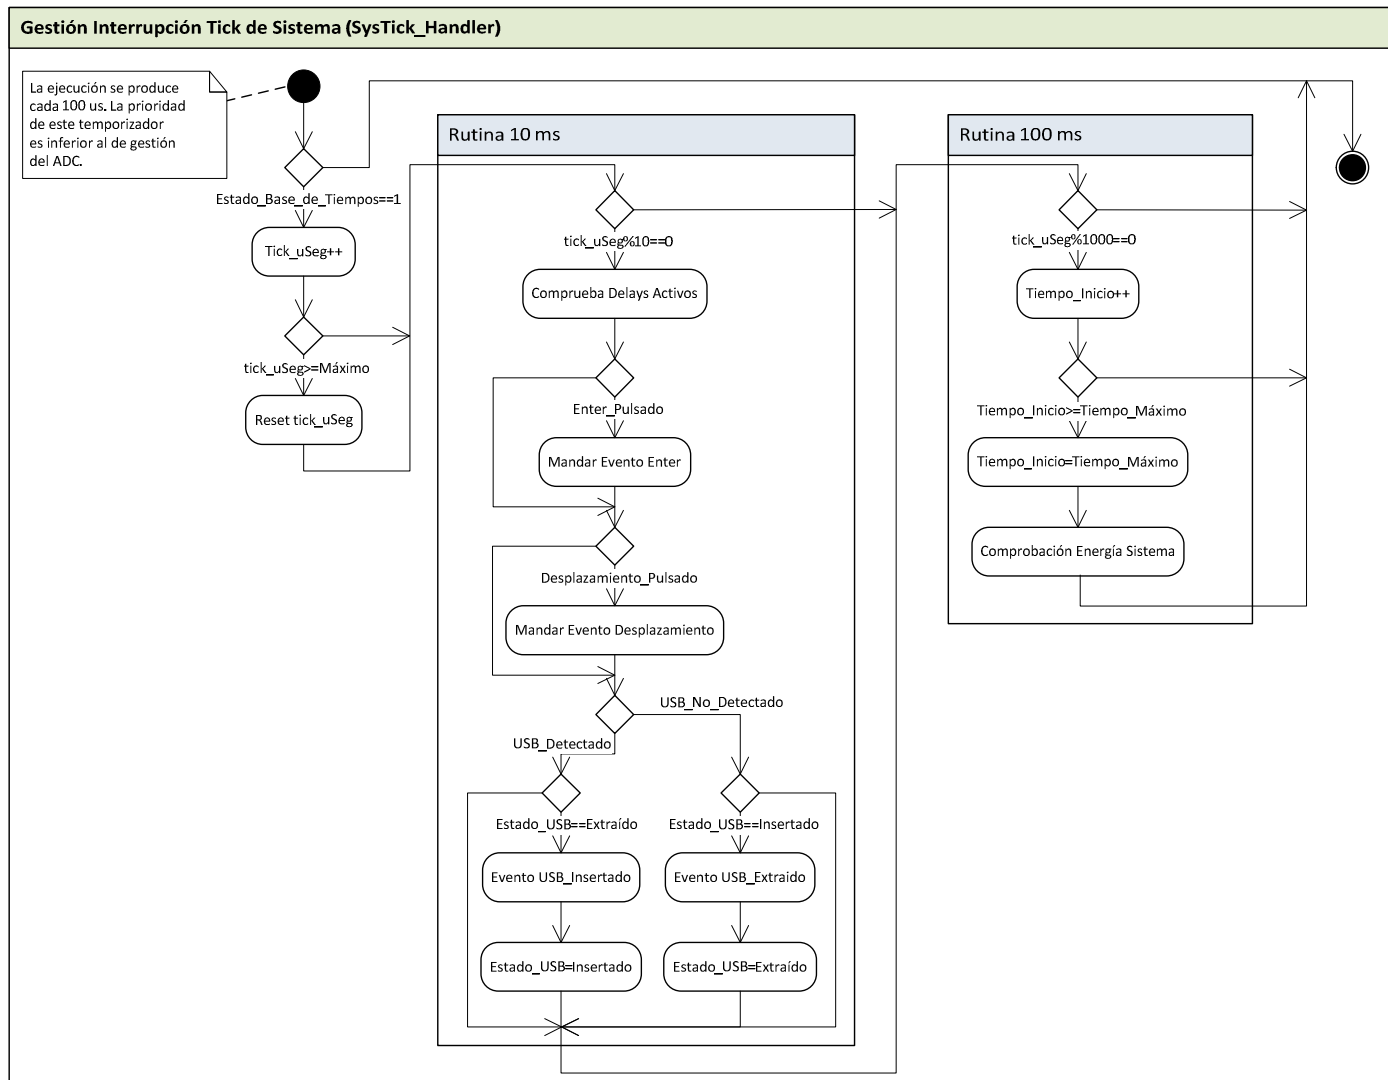 Gestión Interrupción Tick de Sistema (SysTick_Handler)
La ejecución se produce
cada 100 us. La prioridad
de este temporizador
es inferior al de gestión
del ADC.
Estado_Base_de_Tiempos==1
Tick_uSeg++
tick_uSeg>=Máximo
Reset tick_uSeg
Rutina 10 ms
tick_uSeg%10==0
Comprueba Delays Activos
Enter_Pulsado
Mandar Evento Enter
Desplazamiento_Pulsado
Mandar Evento Desplazamiento
USB_No_Detectado
USB_Detectado
Estado_USB==Extraído
Estado_USB==Insertado
Evento USB_Insertado
Evento USB_Extraido
Estado_USB=Insertado
Estado_USB=Extraído
Rutina 100 ms
tick_uSeg%1000==0
Tiempo_Inicio++
Tiempo_Inicio>=Tiempo_Máximo
Tiempo_Inicio=Tiempo_Máximo
Comprobación Energía Sistema